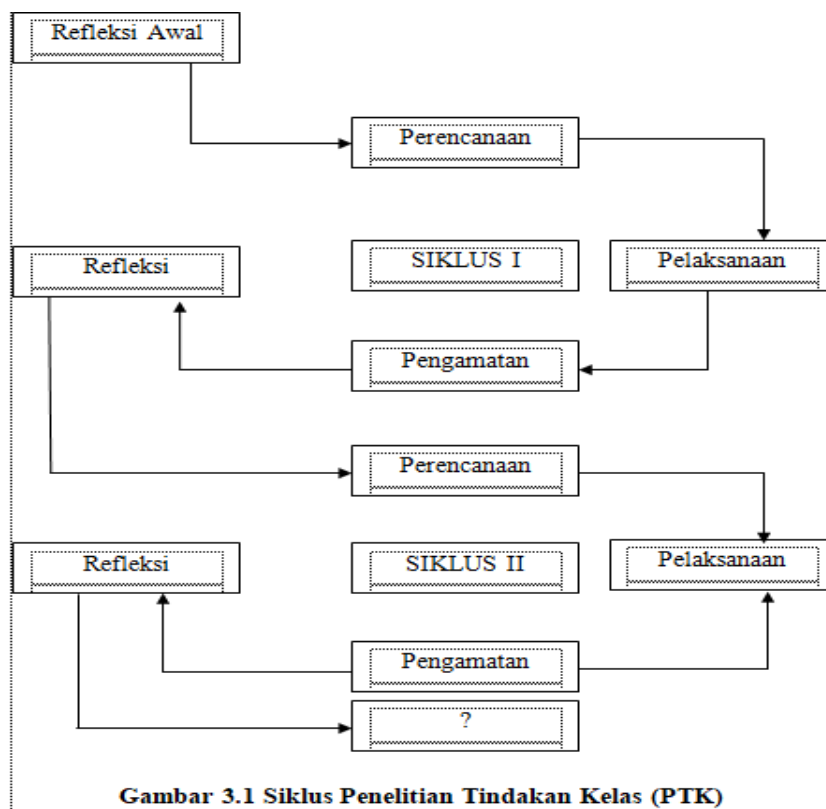 Refleksi Awal
Perencanaan
Refleksi
SIKLUS I
Pelaksanaan
Pengamatan
Perencanaan
Refleksi
SIKLUS II
Pelaksanaan
Pengamatan
?
Gambar 3.1 Siklus Penelitian Tindakan Kelas (PTK)